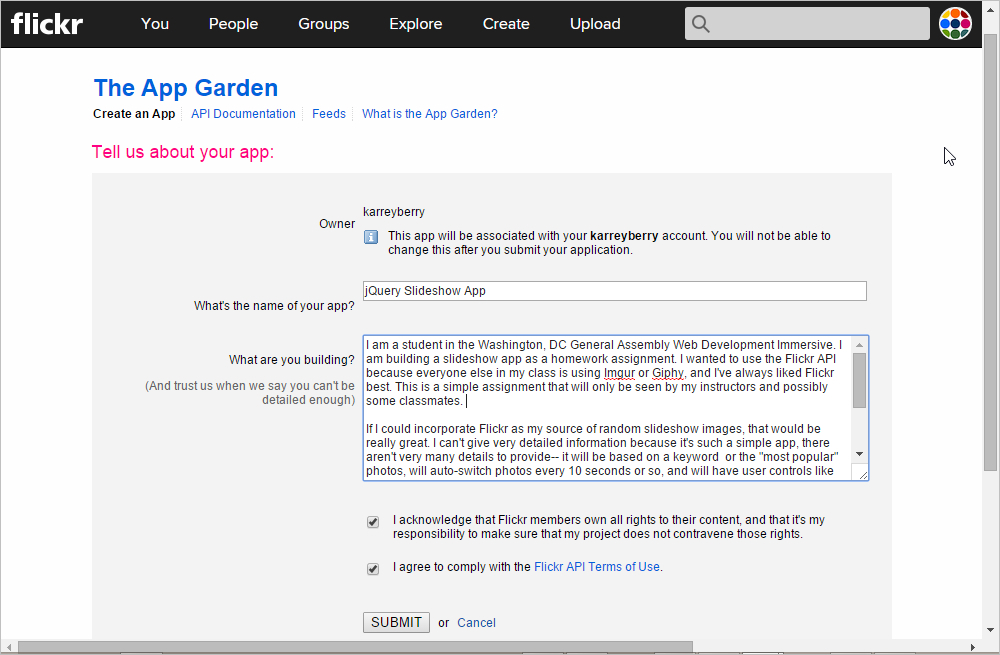 flickr You People Groups Explore Create Upload
The App Garden
Create an App API Documentation Feeds What is the App Garden?
Tell us about your app:
Owner
karreyberry
This app will be associated with your karreyberry account. You will not be able to
change this after you submit your application.
What's the name of your app?
jQuery Slideshow App
What are you building?
(And trust us when we say you can't be
detailed enough)
I am a student in the Washington, DC General Assembly Web Development Immersive. I
am building a slideshow app as a homework assignment. I wanted to use the Flickr API
because everyone else in my class is using Imgur or Giphy, and I've always liked Flickr
best. This is a simple assignment that will only be seen by my instructors and possibly
some classmates.
If I could incorporate Flickr as my source of random slideshow images, that would be
really great. I can't give very detailed information because it's such a simple app, there
aren't very many details to provide-- it will be based on a keyword  or the "most popular"
photos, will auto-switch photos every 10 seconds or so, and will have user controls like
I acknowledge that Flickr members own all rights to their content, and that it's my
responsibility to make sure that my project does not contravene those rights.
I agree to comply with the Flickr API Terms of Use.
SUBMIT or Cancel